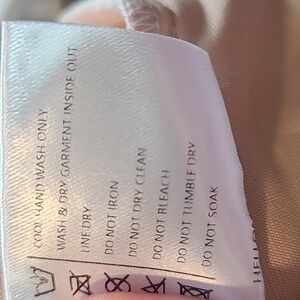 COOL HAND WASH ONLY
WASH & DRY GARMENT INSIDE OUT
LINE DRY
DO NOT IRON
DO NOT DRY CLEAN
DO NOT BLEACH
DO NOT TUMBLE DRY
DO NOT SOAK